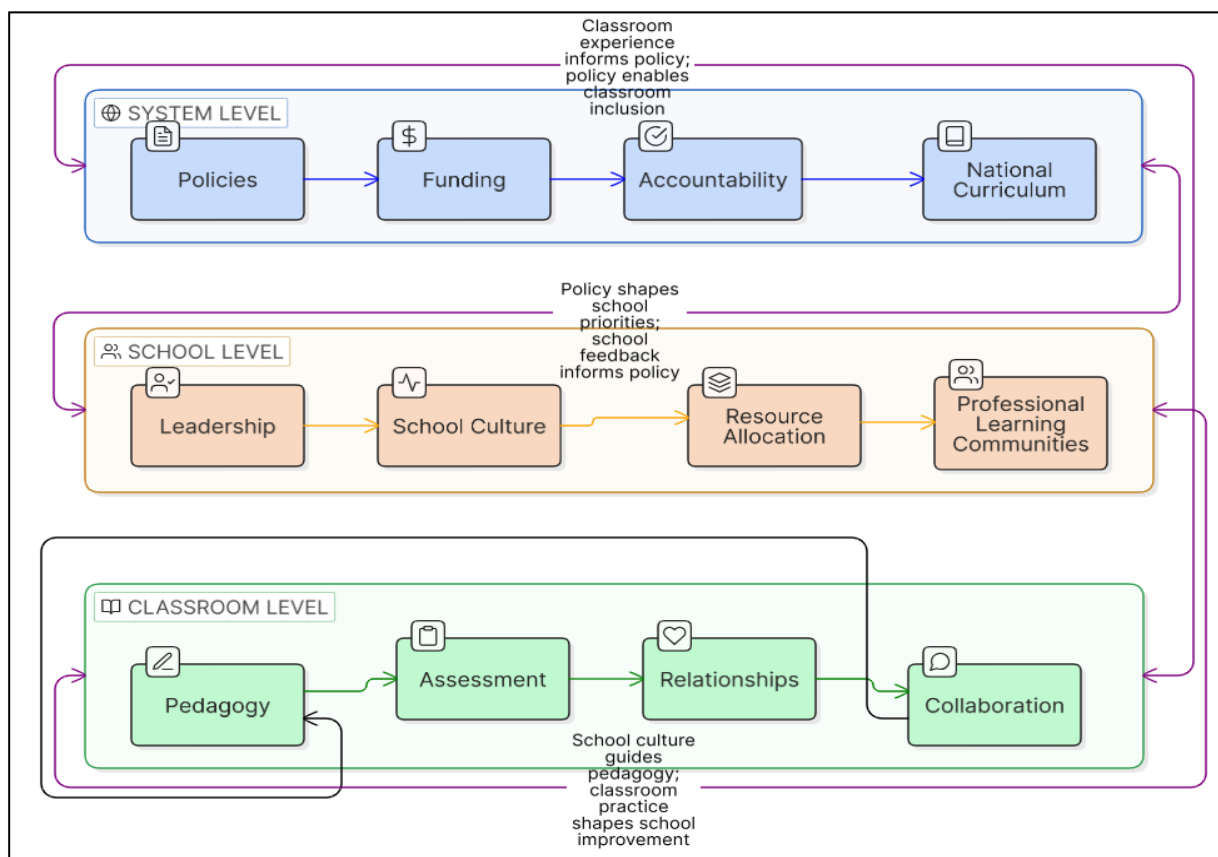 Classroom
experience
informs policy;
policy enables
classroom
inclusion
SYSTEM LEVEL
Policies
Funding
Accountability
National
Curriculum
Policy shapes
school
priorities;
school
feedback
informs policy
SCHOOL LEVEL
Leadership
School Culture
Resource
Allocation
Professional
Learning
Communities
CLASSROOM LEVEL
Pedagogy
Assessment
Relationships
Collaboration
School culture
guides
pedagogy;
classroom
practice
shapes school
improvement